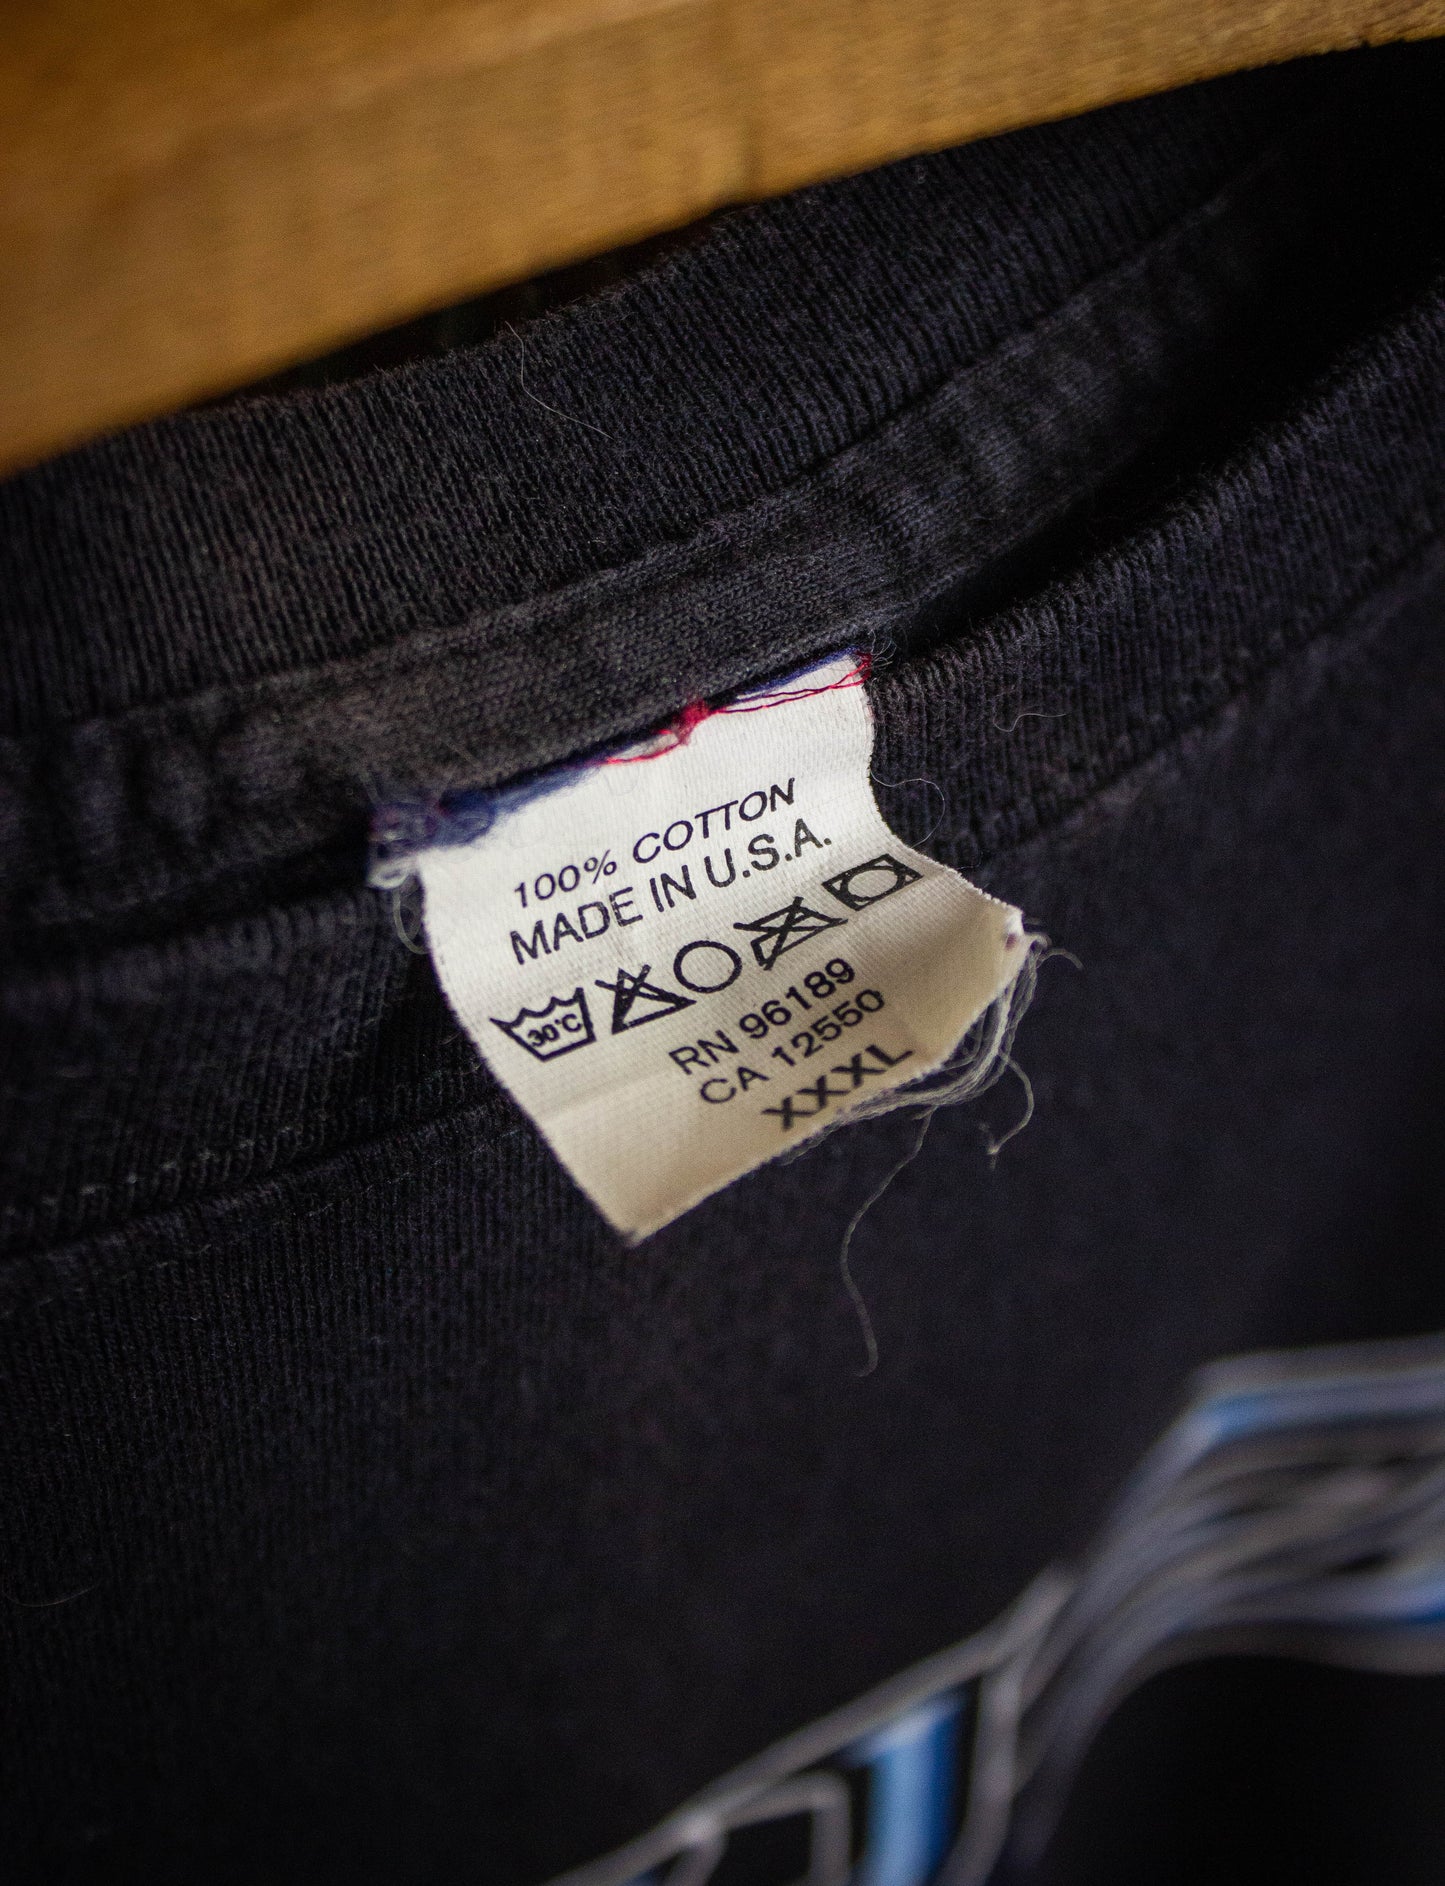 100% COTTON
MADE IN U.S.A.
30°C
RN 96189
CA 12550
XXXL